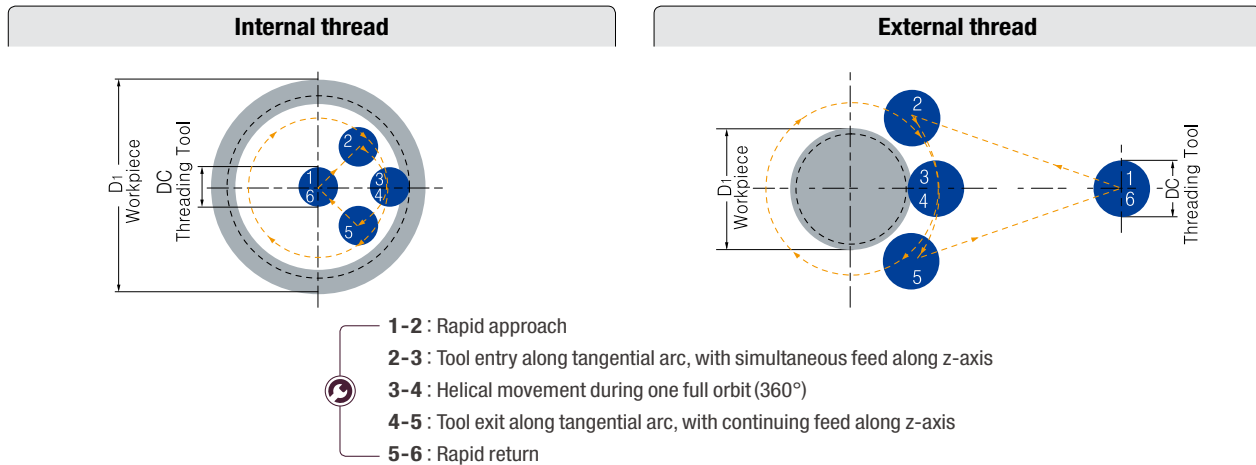 Internal thread
D1
Workpiece
DC
Threading Tool
1
6
2
3
4
5
External thread
D1
Workpiece
2
3
4
5
1
6
DC
Threading Tool
1-2 : Rapid approach
2-3 : Tool entry along tangential arc, with simultaneous feed along z-axis
3-4 : Helical movement during one full orbit (360°)
4-5 : Tool exit along tangential arc, with continuing feed along z-axis
5-6 : Rapid return